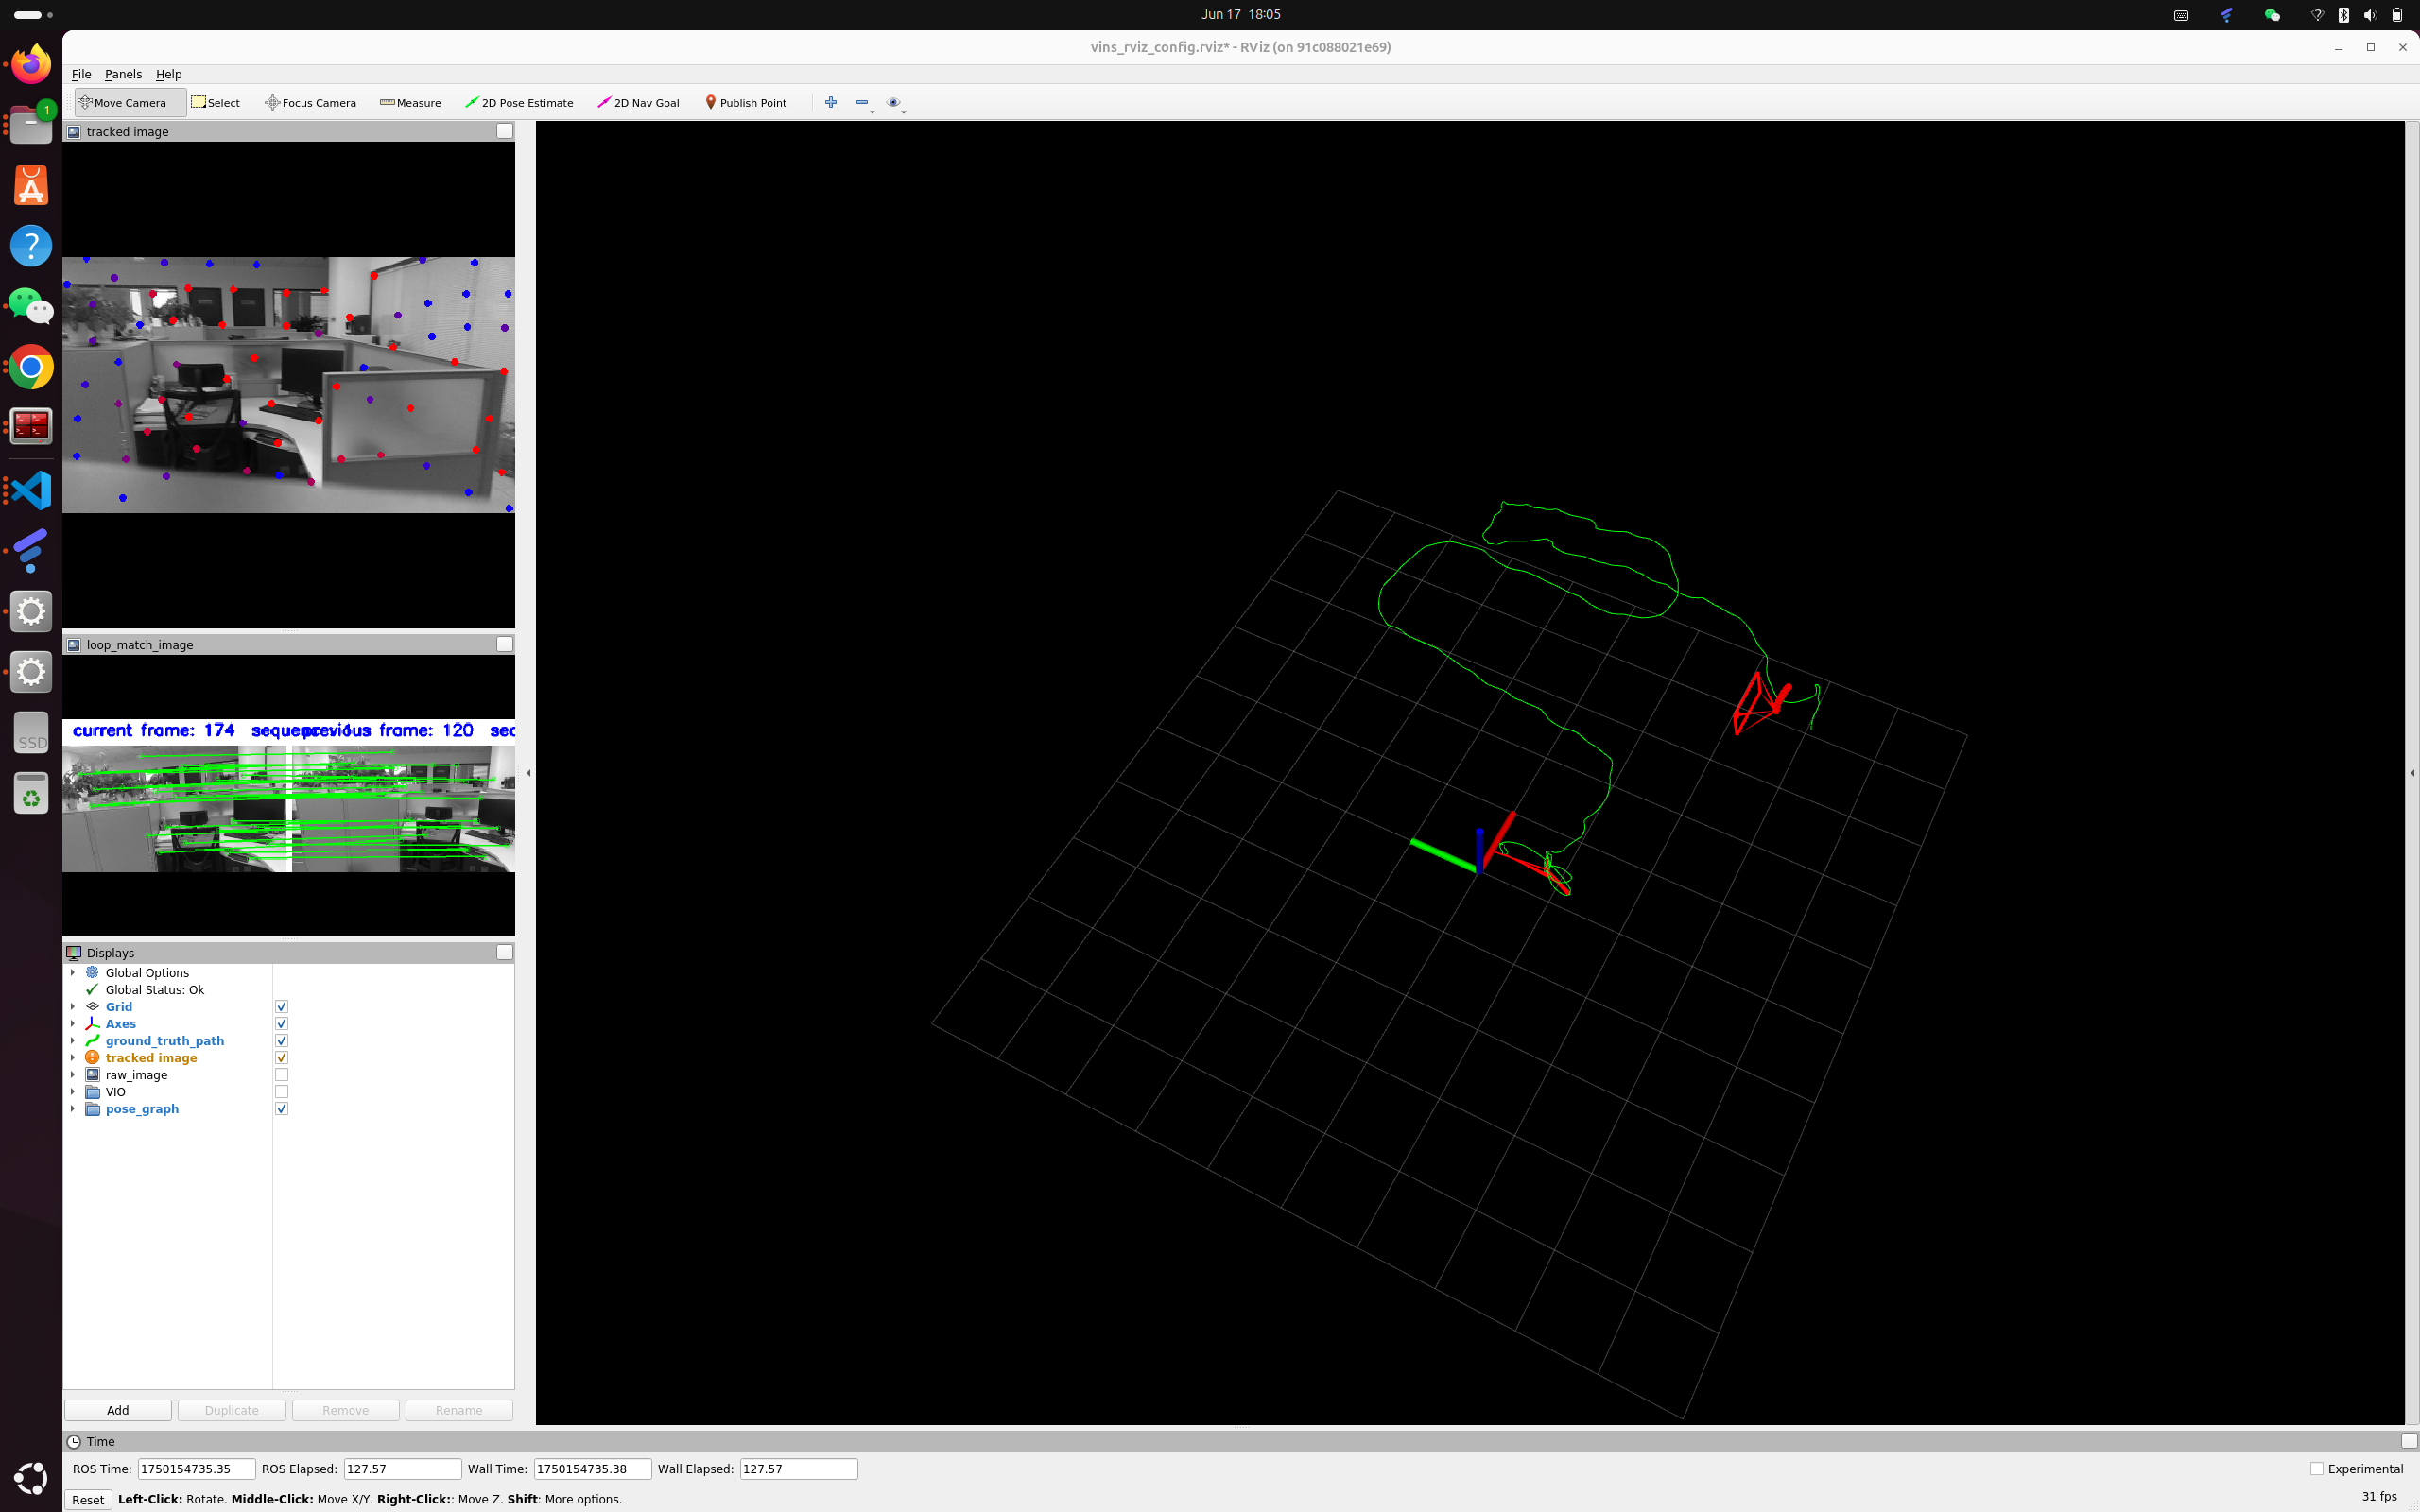 Jun 17 18:05
vins_rviz_config.rviz* - RViz (on 91c088021e69)
File Panels Help
Move Camera Select Focus Camera Measure 2D Pose Estimate 2D Nav Goal Publish Point
1
tracked image
loop_match_image
current frame: 174 previous frame: 120
Displays
Global Options
Global Status: Ok
Grid
Axes
ground_truth_path
tracked image
raw_image
VIO
pose_graph
SSD
Add Duplicate Remove Rename
Time
ROS Time: 1750154735.35 ROS Elapsed: 127.57 Wall Time: 1750154735.38 Wall Elapsed: 127.57 Experimental
Reset Left-Click: Rotate. Middle-Click: Move X/Y. Right-Click:: Move Z. Shift: More options. 31 fps